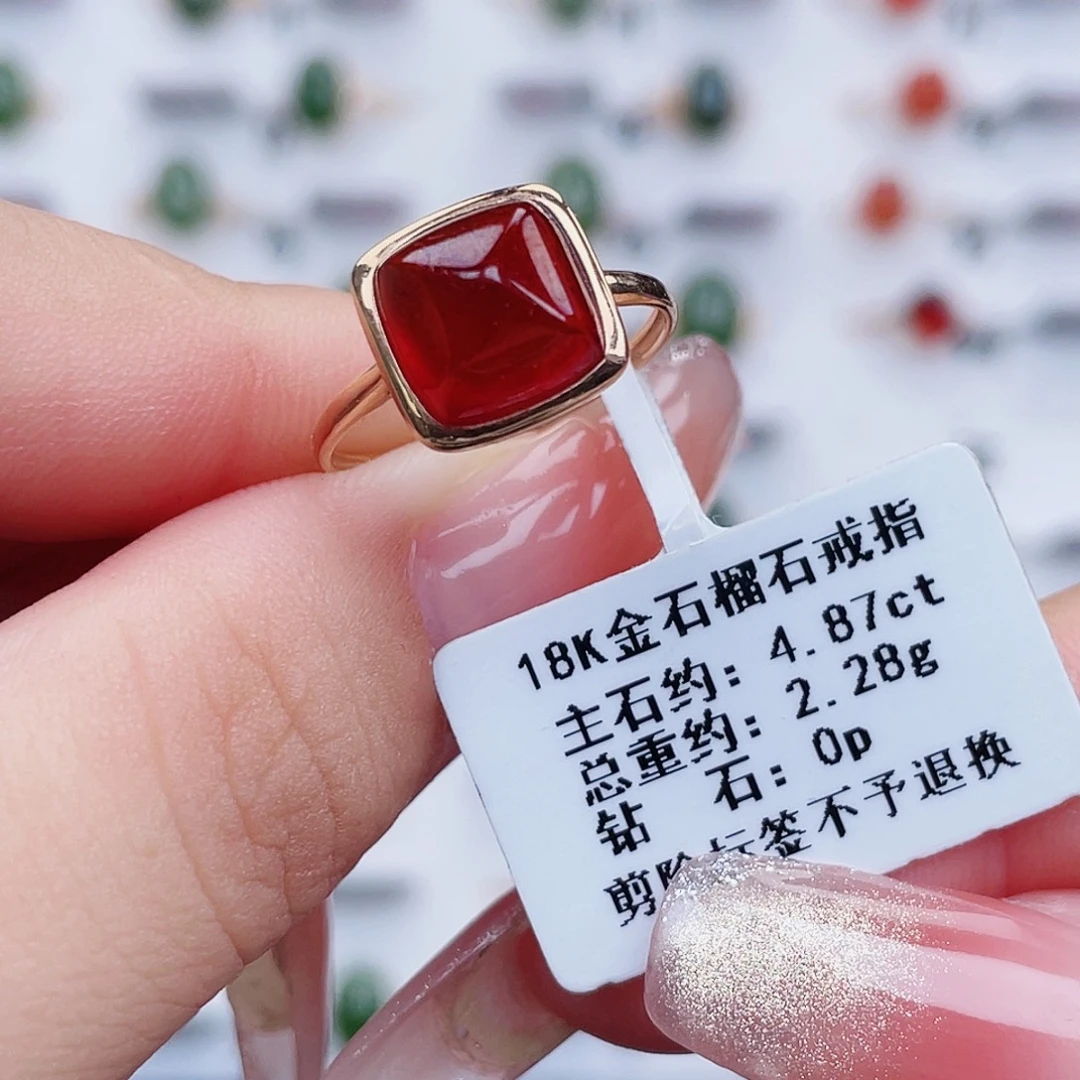 18K金石榴石戒指
主石约: 4.87ct
总重约: 2.28g
钻 石: 0p
剪 标签不予退换